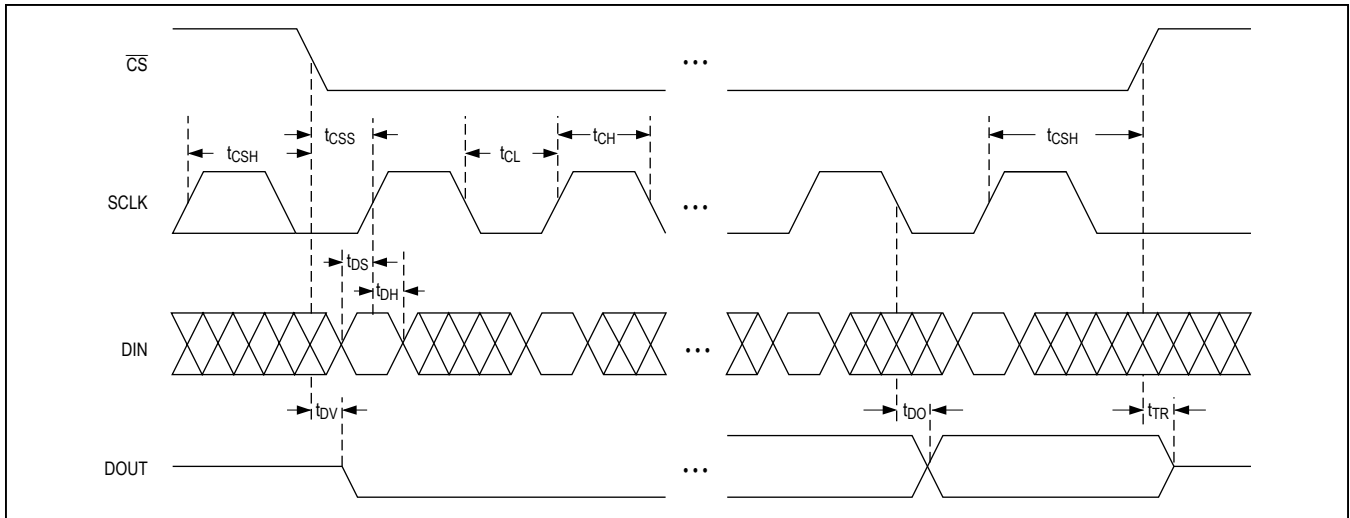 CS
•••
tCSH
tCSS
tCL
tCH
tCSH
SCLK
•••
tDS
tDH
DIN
•••
tDV
tDO
tTR
DOUT
•••